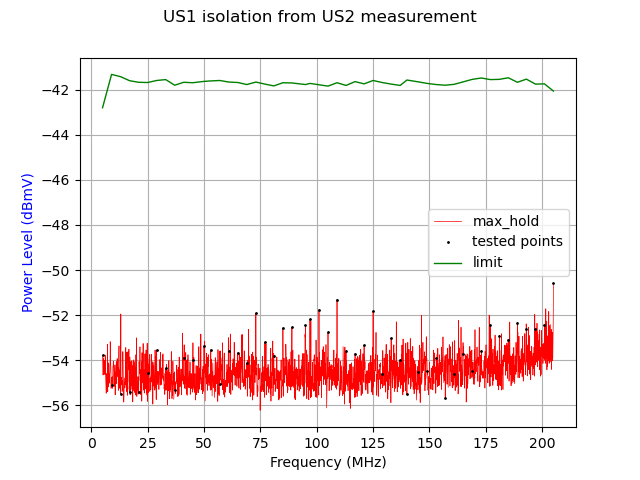 US1 isolation from US2 measurement
Power Level (dBmV)
−42
−44
−46
−48
−50
−52
−54
−56
max_hold
tested points
limit
0
25
50
75
100
125
150
175
200
Frequency (MHz)